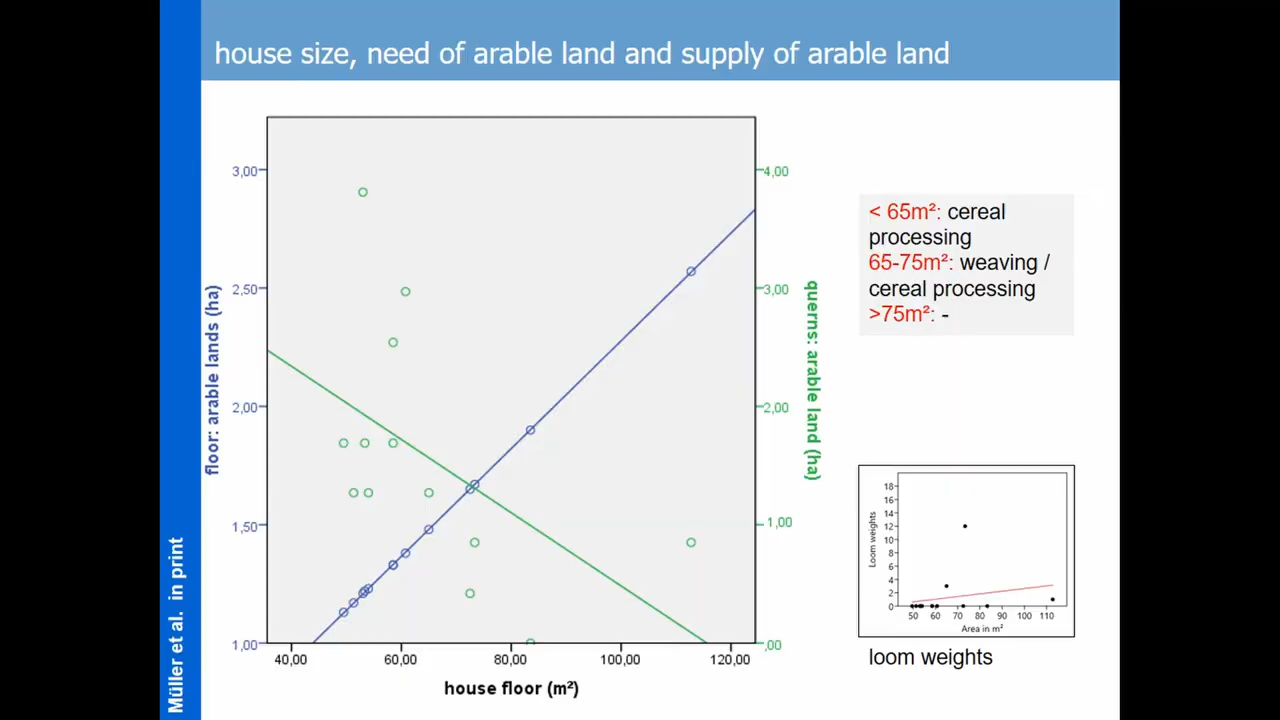 house size, need of arable land and supply of arable land
3,00
2,50
2,00
1,50
1,00
floor: arable lands (ha)
4,00
3,00
2,00
1,00
,00
querns: arable land (ha)
40,00 60,00 80,00 100,00 120,00
house floor (m²)
< 65m²: cereal
processing
65-75m²: weaving /
cereal processing
>75m²: -
18
16
14
12
10
8
6
4
2
0
Loom weights
50 60 70 80 90 100 110
Area in m²
loom weights
Müller et al. in print